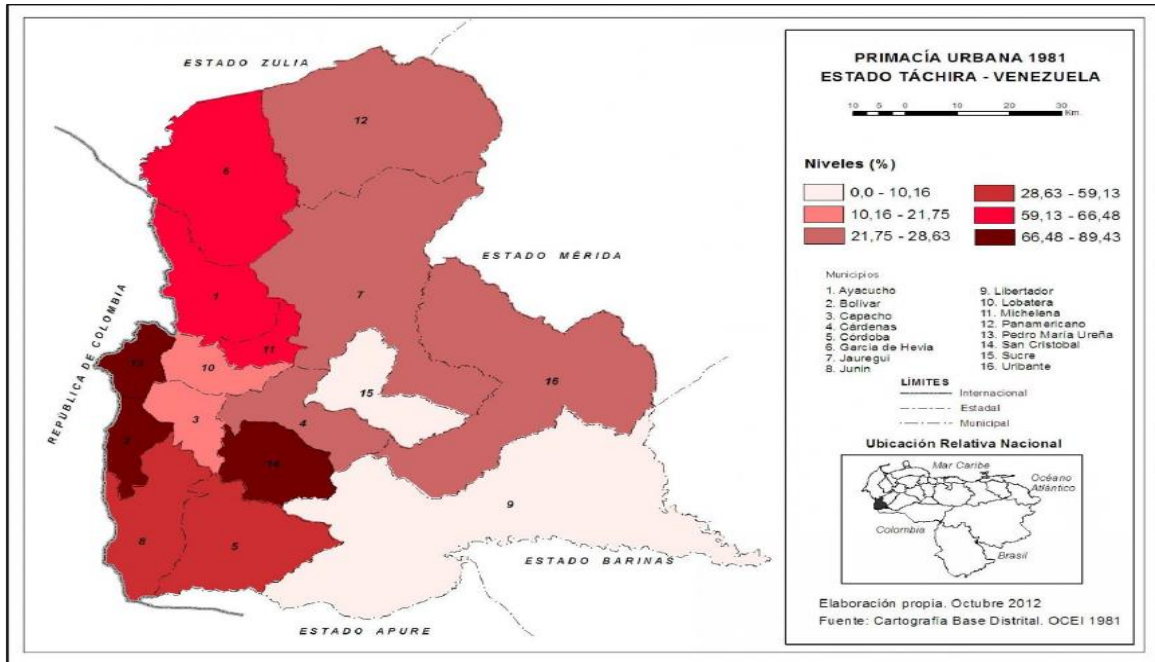 ESTADO ZULIA
12
6
ESTADO MÉRIDA
1
7
11
REPÚBLICA DE COLOMBIA
13
10
15
16
3
4
2
14
9
8
5
ESTADO BARINAS
ESTADO APURE
PRIMACÍA URBANA 1981
ESTADO TÁCHIRA - VENEZUELA
10 5 0 10 20 30
Km.
Niveles (%)
0,0 - 10,16
10,16 - 21,75
21,75 - 28,63
28,63 - 59,13
59,13 - 66,48
66,48 - 89,43
Municipios
1. Ayacucho
2. Bolívar
3. Capacho
4. Cárdenas
5. Córdoba
6. García de Hevia
7. Jauregui
8. Junín
9. Libertador
10. Lobatera
11. Michelena
12. Panamericano
13. Pedro María Ureña
14. San Cristobal
15. Sucre
16. Uribante
LÍMITES
Internacional
Estadal
Municipal
Ubicación Relativa Nacional
Mar Caribe
Océano
Atlántico
Colombia
Brasil
Elaboración propia. Octubre 2012
Fuente: Cartografía Base Distrital. OCEI 1981